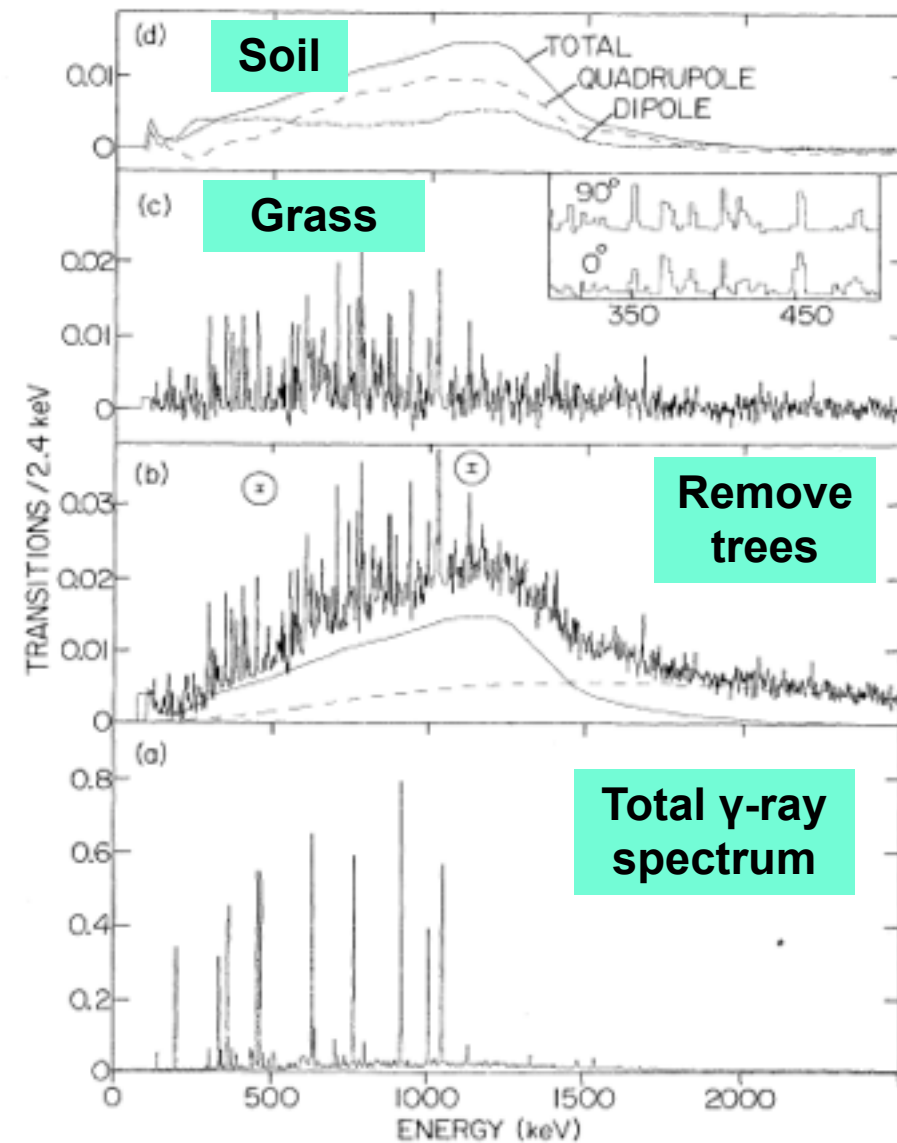 (d)
Soil
TOTAL
QUADRUPOLE
DIPOLE
0.01
0
(c)
Grass
90°
0°
350
450
0.02
0.01
0
TRANSITIONS / 2.4 keV
(b)
Remove
trees
0.03
0.02
0.01
0
(a)
Total γ-ray
spectrum
0.8
0.6
0.4
0.2
0
0
500
1000
1500
2000
ENERGY (keV)